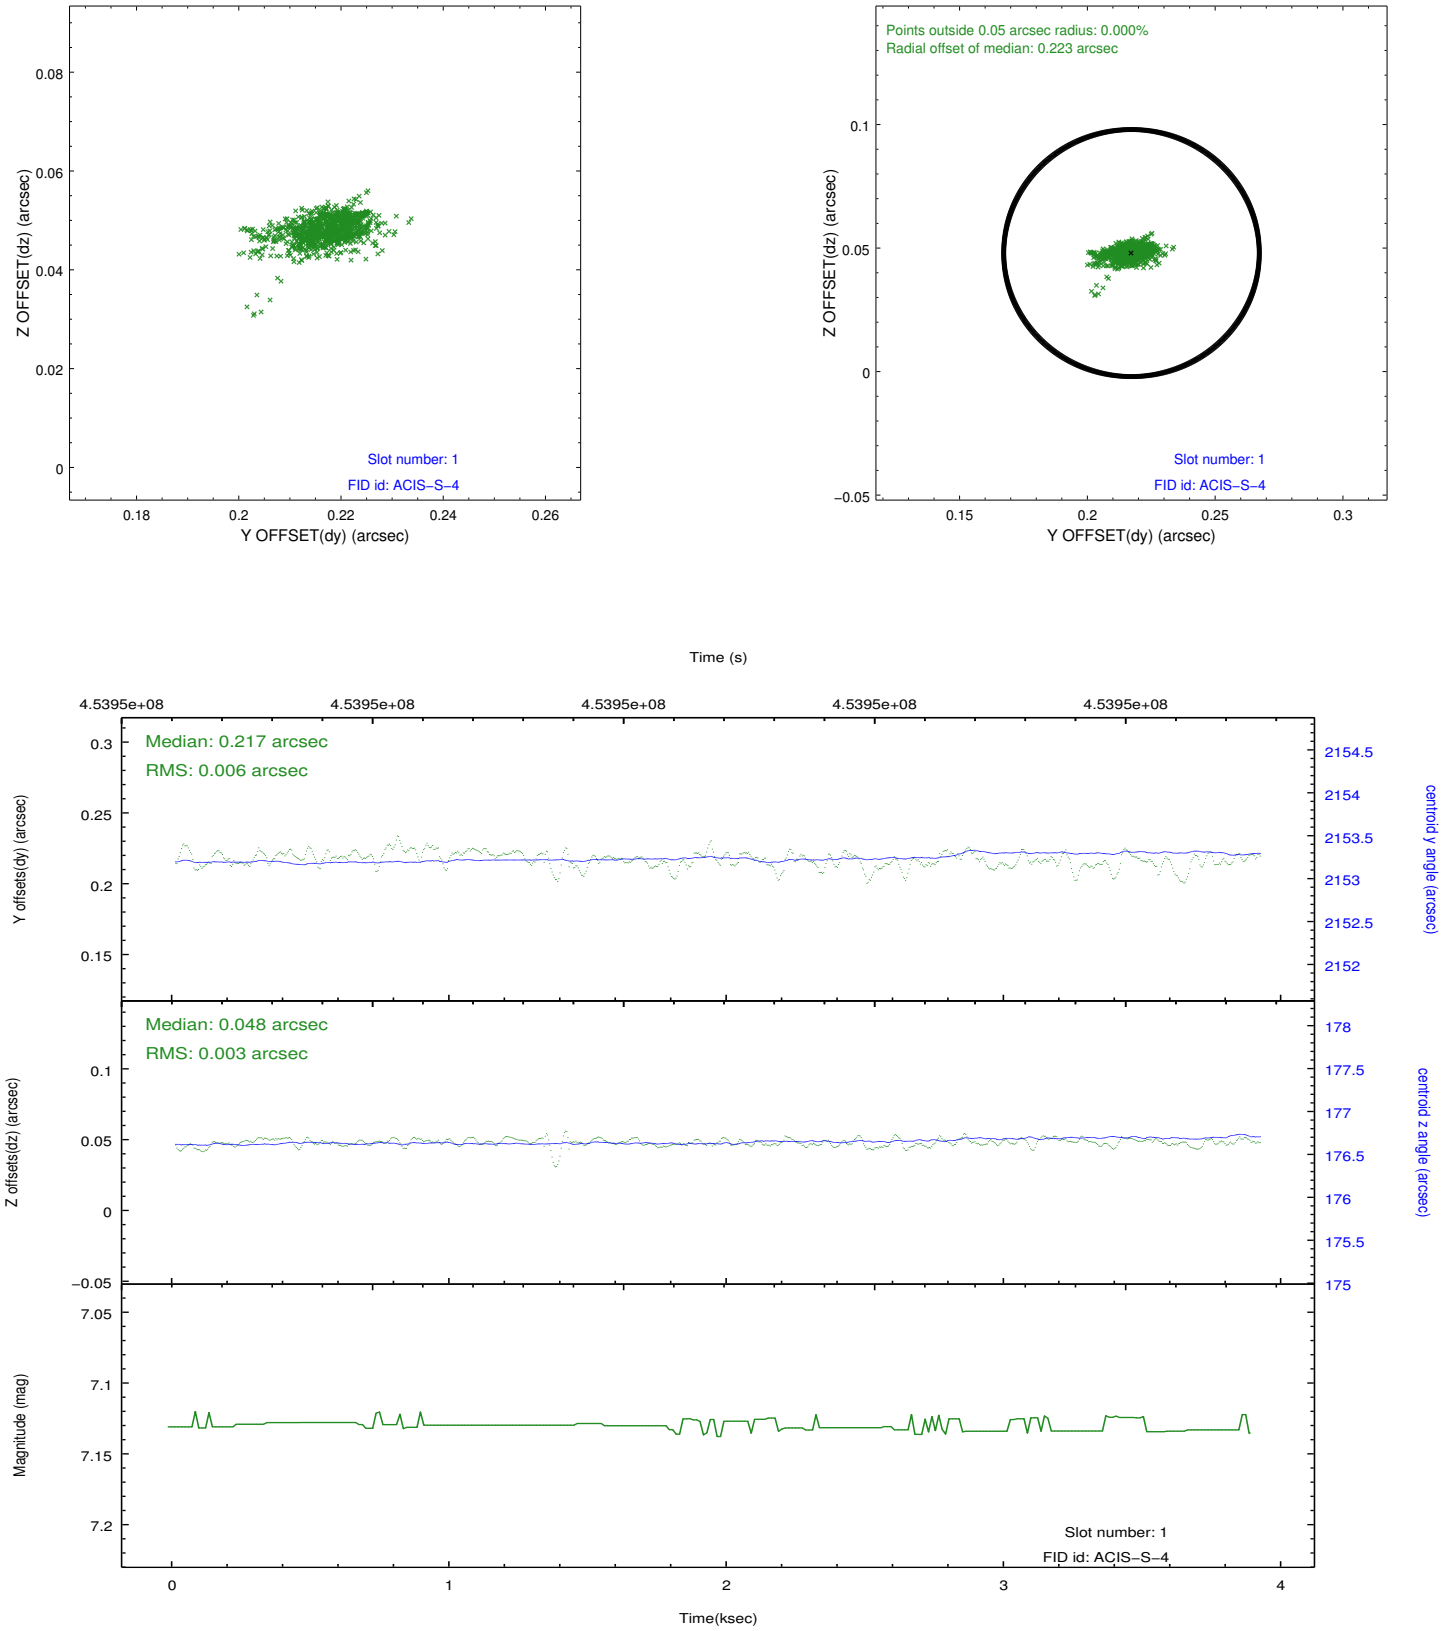 0.08
0.06
0.04
0.02
0
Z OFFSET(dz) (arcsec)
Slot number: 1
FID id: ACIS−S−4
0.18
0.2
0.22
0.24
0.26
Y OFFSET(dy) (arcsec)
Points outside 0.05 arcsec radius: 0.000%
Radial offset of median: 0.223 arcsec
0.1
0.05
0
−0.05
Z OFFSET(dz) (arcsec)
Slot number: 1
FID id: ACIS−S−4
0.15
0.2
0.25
0.3
Y OFFSET(dy) (arcsec)
Time (s)
4.5395e+08
4.5395e+08
4.5395e+08
4.5395e+08
4.5395e+08
Median: 0.217 arcsec
RMS: 0.006 arcsec
0.3
0.25
0.2
0.15
Y offsets(dy) (arcsec)
2154.5
2154
2153.5
2153
2152.5
2152
centroid y angle (arcsec)
Median: 0.048 arcsec
RMS: 0.003 arcsec
0.1
0.05
0
−0.05
Z offsets(dz) (arcsec)
178
177.5
177
176.5
176
175.5
175
centroid z angle (arcsec)
7.05
7.1
7.15
7.2
Magnitude (mag)
Slot number: 1
FID id: ACIS−S−4
0
1
2
3
4
Time(ksec)